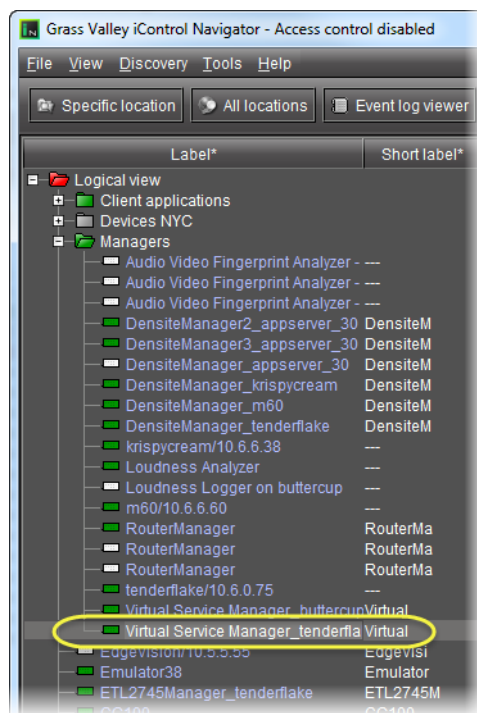 Grass Valley iControl Navigator - Access control disabled
File View Discovery Tools Help
Specific location All locations Event log viewer
Label* Short label*
Logical view
Client applications
Devices NYC
Managers
Audio Video Fingerprint Analyzer - ---
Audio Video Fingerprint Analyzer - ---
Audio Video Fingerprint Analyzer - ---
DensiteManager2_appserver_30 DensiteM
DensiteManager3_appserver_30 DensiteM
DensiteManager_appserver_30 DensiteM
DensiteManager_krispycream DensiteM
DensiteManager_m60 DensiteM
DensiteManager_tenderflake DensiteM
krispycream/10.6.6.38 ---
Loudness Analyzer ---
Loudness Logger on buttercup ---
m60/10.6.6.60 ---
RouterManager RouterMa
RouterManager RouterMa
RouterManager RouterMa
tenderflake/10.6.0.75 ---
Virtual Service Manager_buttercup Virtual
Virtual Service Manager_tenderfla Virtual
EdgeVision/10.5.5.55 EdgeVisi
Emulator38 Emulator
ETL2745Manager_tenderflake ETL2745M